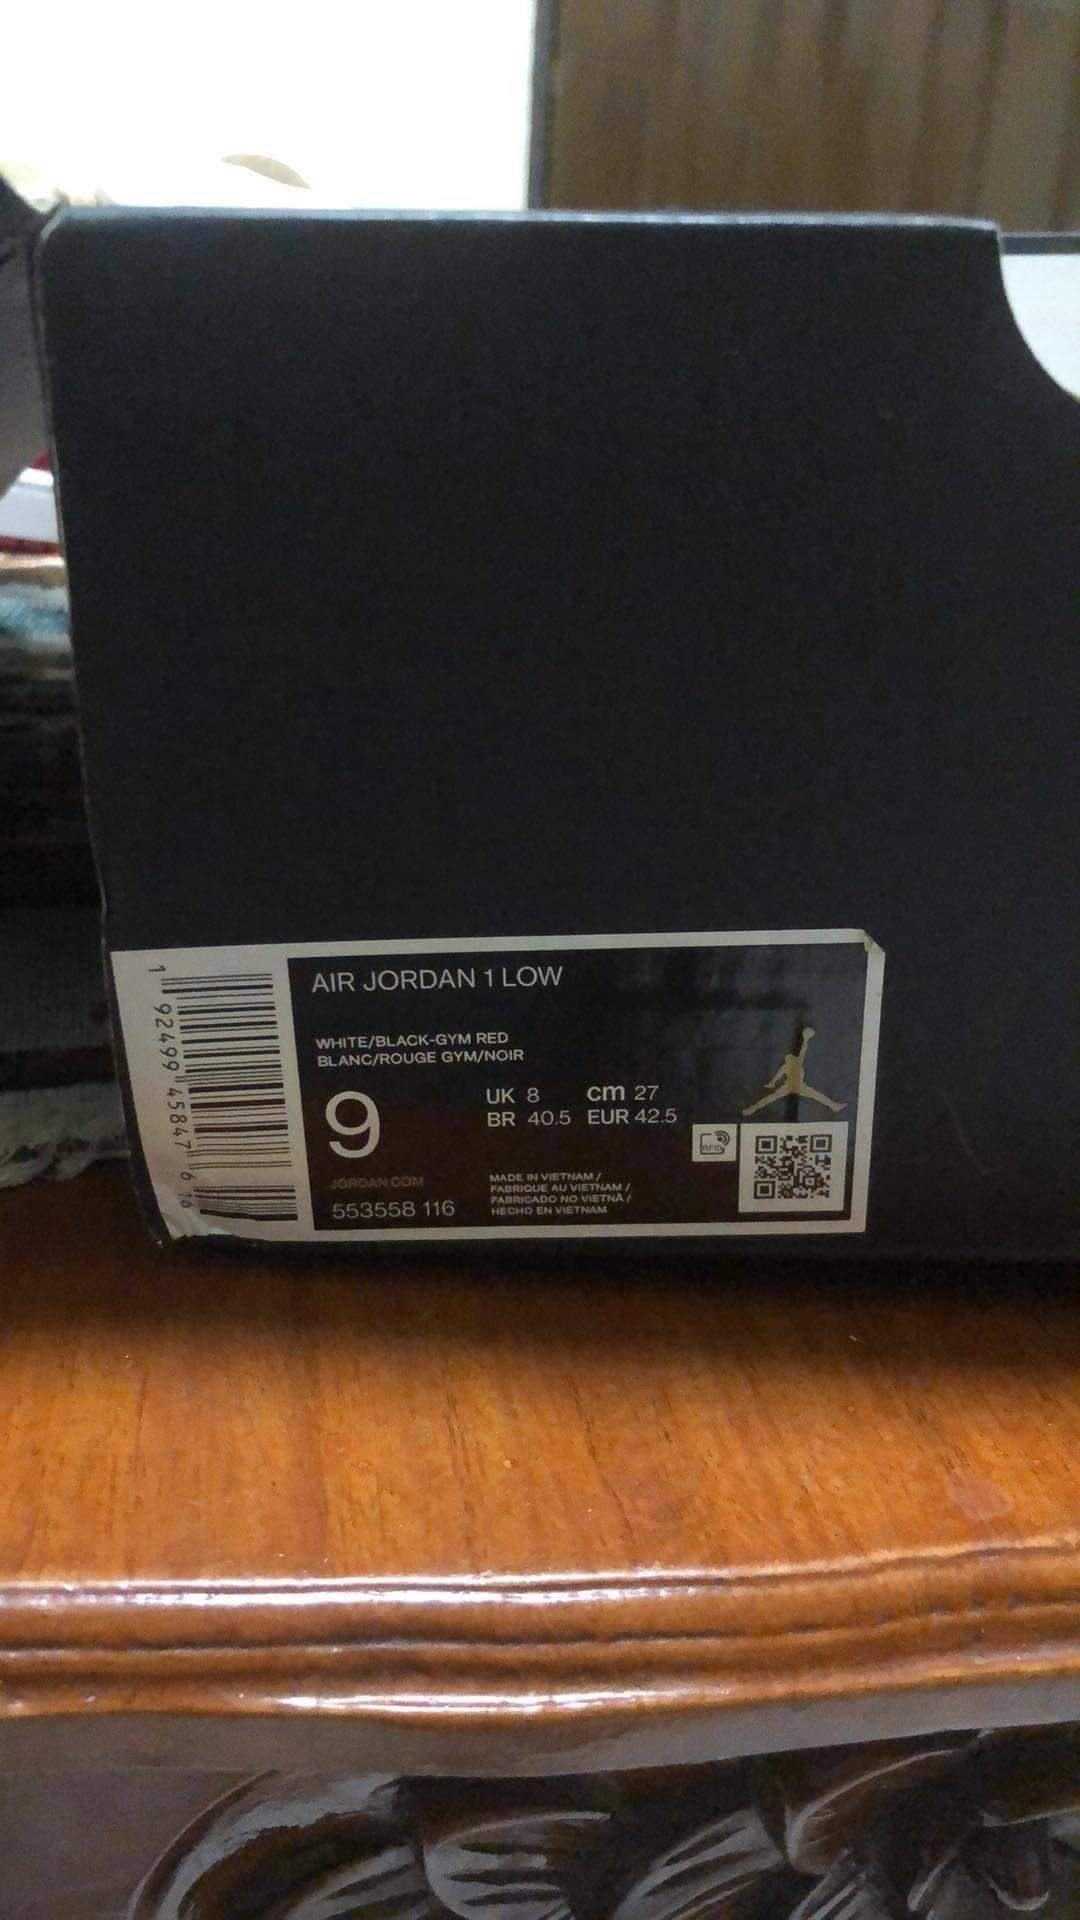 AIR JORDAN 1 LOW
WHITE/BLACK-GYM RED
BLANC/ROUGE GYM/NOIR
9
UK 8 cm 27
BR 40.5 EUR 42.5
RFID
JORDAN.COM
553558 116
MADE IN VIETNAM /
FABRIQUE AU VIETNAM /
FABRICADO NO VIETNÃ /
HECHO EN VIETNAM
1 92499 45847 6 16